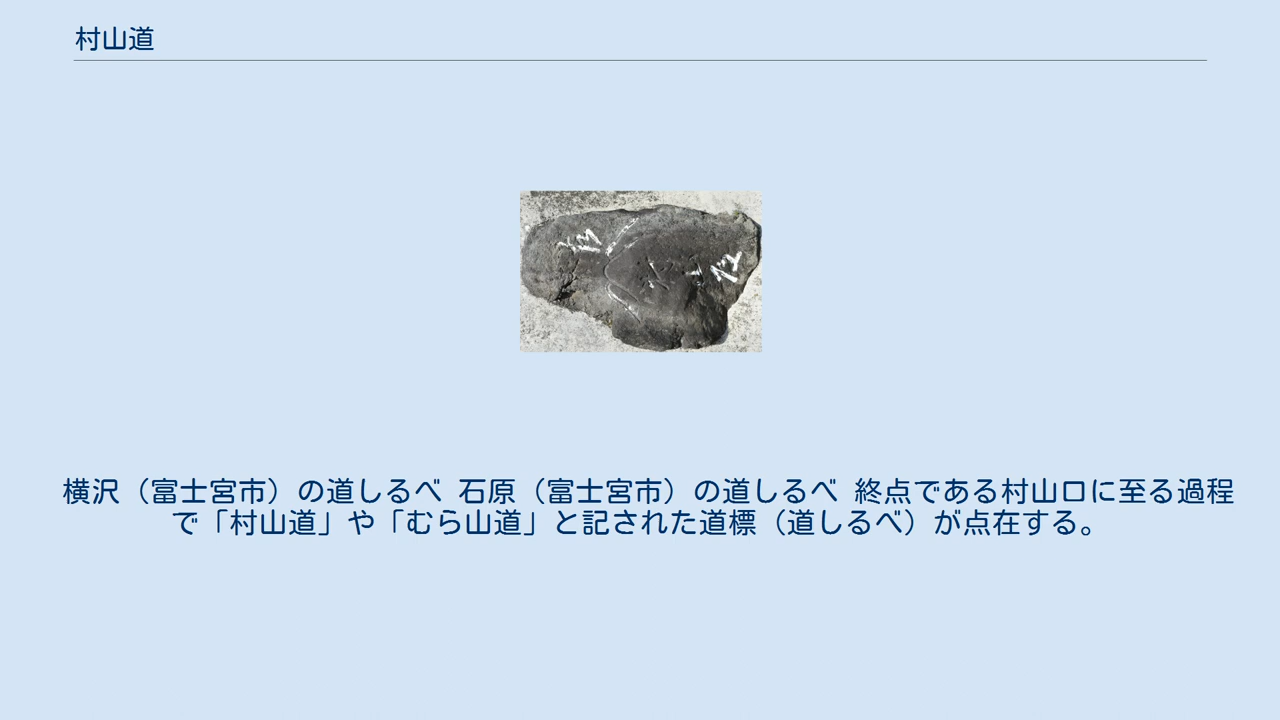 村山道
横沢（富士宮市）の道しるべ 石原（富士宮市）の道しるべ 終点である村山口に至る過程
で「村山道」や「むら山道」と記された道標（道しるべ）が点在する。